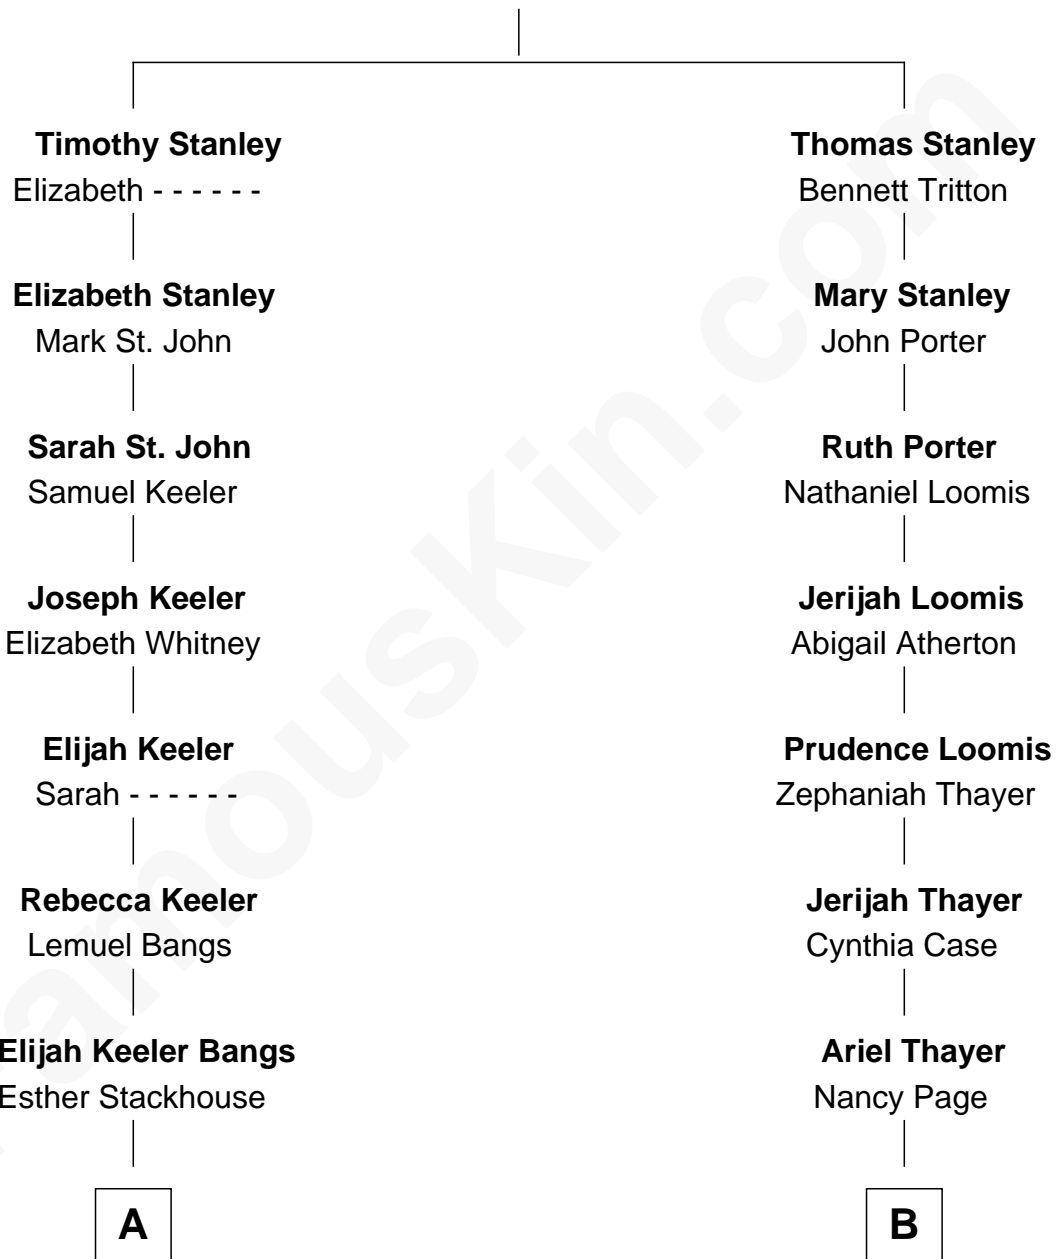 Timothy Stanley
Elizabeth - - - - - -
Thomas Stanley
Bennett Tritton
Elizabeth Stanley
Mark St. John
Mary Stanley
John Porter
Sarah St. John
Samuel Keeler
Ruth Porter
Nathaniel Loomis
Joseph Keeler
Elizabeth Whitney
Jerijah Loomis
Abigail Atherton
Elijah Keeler
Sarah - - - - - -
Prudence Loomis
Zephaniah Thayer
Rebecca Keeler
Lemuel Bangs
Jerijah Thayer
Cynthia Case
Elijah Keeler Bangs
Esther Stackhouse
Ariel Thayer
Nancy Page
A
B
FamousKin.com